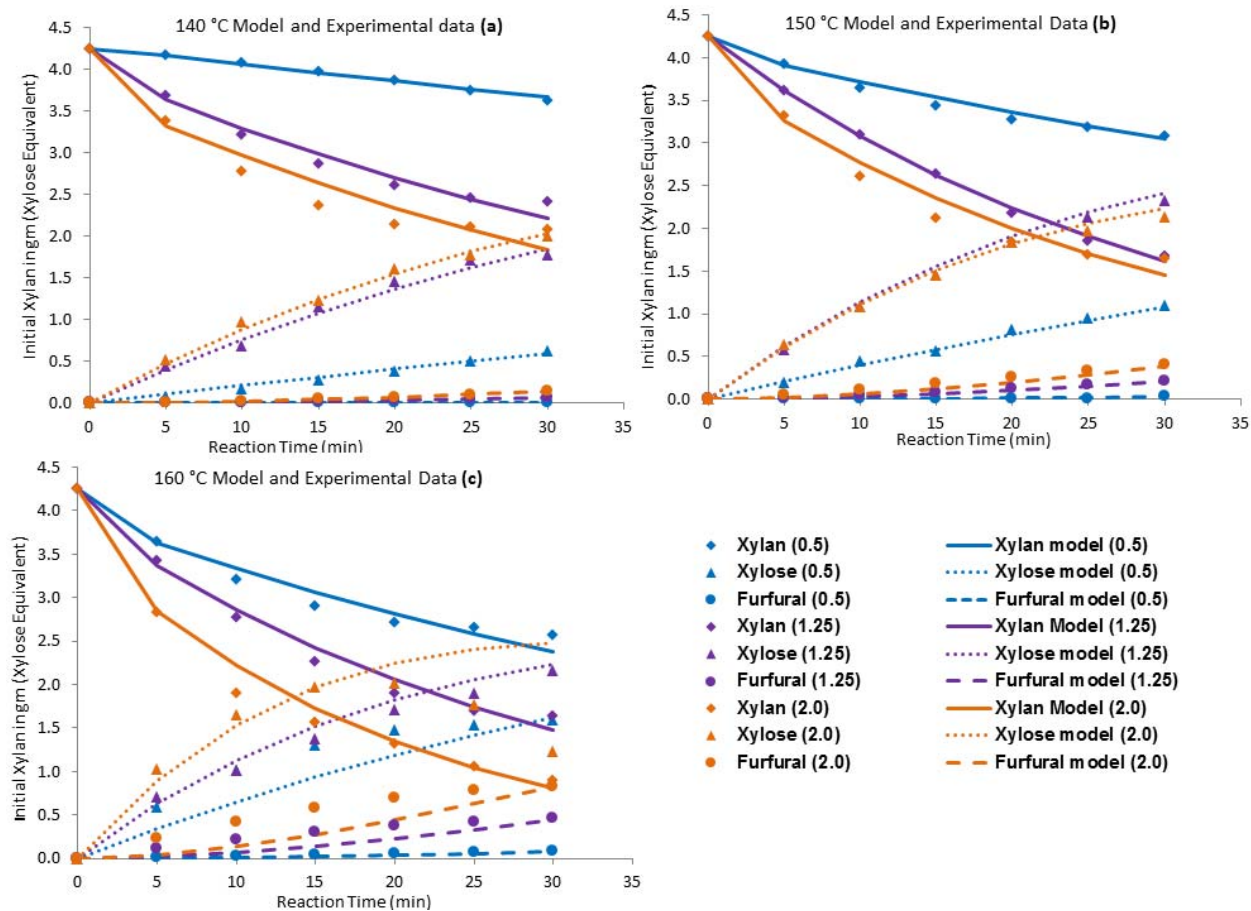 140 °C Model and Experimental data (a)
Initial Xylan in gm (Xylose Equivalent)
4.5
4.0
3.5
3.0
2.5
2.0
1.5
1.0
0.5
0.0
0 5 10 15 20 25 30 35
Reaction Time (min)
150 °C Model and Experimental Data (b)
Initial Xylan in gm (Xylose Equivalent)
4.5
4.0
3.5
3.0
2.5
2.0
1.5
1.0
0.5
0.0
0 5 10 15 20 25 30 35
Reaction Time (min)
160 °C Model and Experimental Data (c)
Initial Xylan in gm (Xylose Equivalent)
4.5
4.0
3.5
3.0
2.5
2.0
1.5
1.0
0.5
0.0
0 5 10 15 20 25 30 35
Reaction Time (min)
Xylan (0.5) Xylan model (0.5)
Xylose (0.5) Xylose model (0.5)
Furfural (0.5) Furfural model (0.5)
Xylan (1.25) Xylan Model (1.25)
Xylose (1.25) Xylose model (1.25)
Furfural (1.25) Furfural model (1.25)
Xylan (2.0) Xylan Model (2.0)
Xylose (2.0) Xylose model (2.0)
Furfural (2.0) Furfural model (2.0)